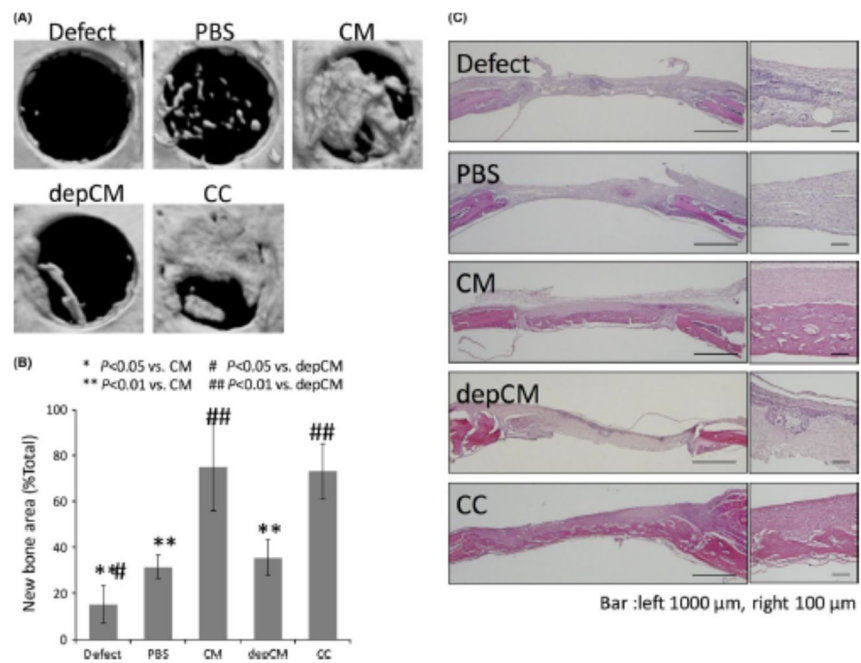 (A)
Defect PBS CM
depCM CC
(B)
* P<0.05 vs. CM # P<0.05 vs. depCM
** P<0.01 vs. CM ## P<0.01 vs. depCM
New bone area (%Total)
100
80
60
40
20
0
**#
**
##
**
##
Defect PBS CM depCM CC
(C)
Defect
PBS
CM
depCM
CC
Bar :left 1000 μm, right 100 μm